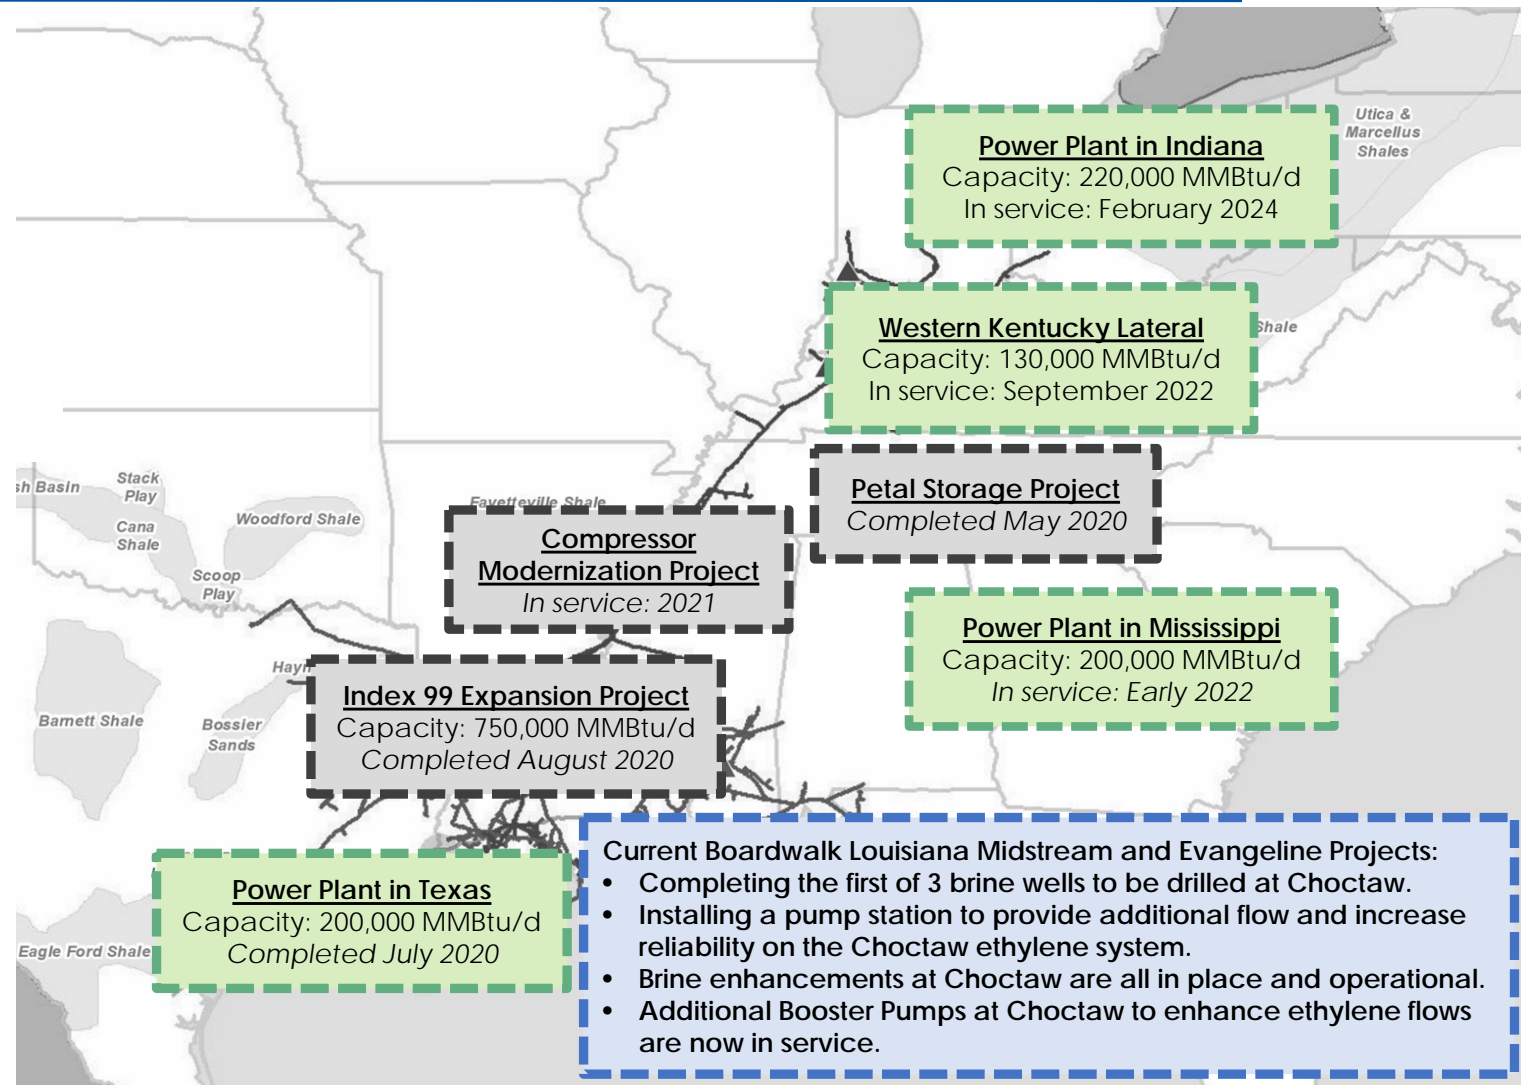 Utica &
Marcellus
Shales
Power Plant in Indiana
Capacity: 220,000 MMBtu/d
In service: February 2024
Western Kentucky Lateral
Capacity: 130,000 MMBtu/d
In service: September 2022
Shale
Petal Storage Project
Completed May 2020
sh Basin
Stack
Play
Cana
Shale
Woodford Shale
Scoop
Play
Fayetteville Shale
Compressor
Modernization Project
In service: 2021
Power Plant in Mississippi
Capacity: 200,000 MMBtu/d
In service: Early 2022
Hayn
Index 99 Expansion Project
Capacity: 750,000 MMBtu/d
Completed August 2020
Barnett Shale
Bossier
Sands
Power Plant in Texas
Capacity: 200,000 MMBtu/d
Completed July 2020
Eagle Ford Shale
Current Boardwalk Louisiana Midstream and Evangeline Projects:
• Completing the first of 3 brine wells to be drilled at Choctaw.
• Installing a pump station to provide additional flow and increase
reliability on the Choctaw ethylene system.
• Brine enhancements at Choctaw are all in place and operational.
• Additional Booster Pumps at Choctaw to enhance ethylene flows
are now in service.